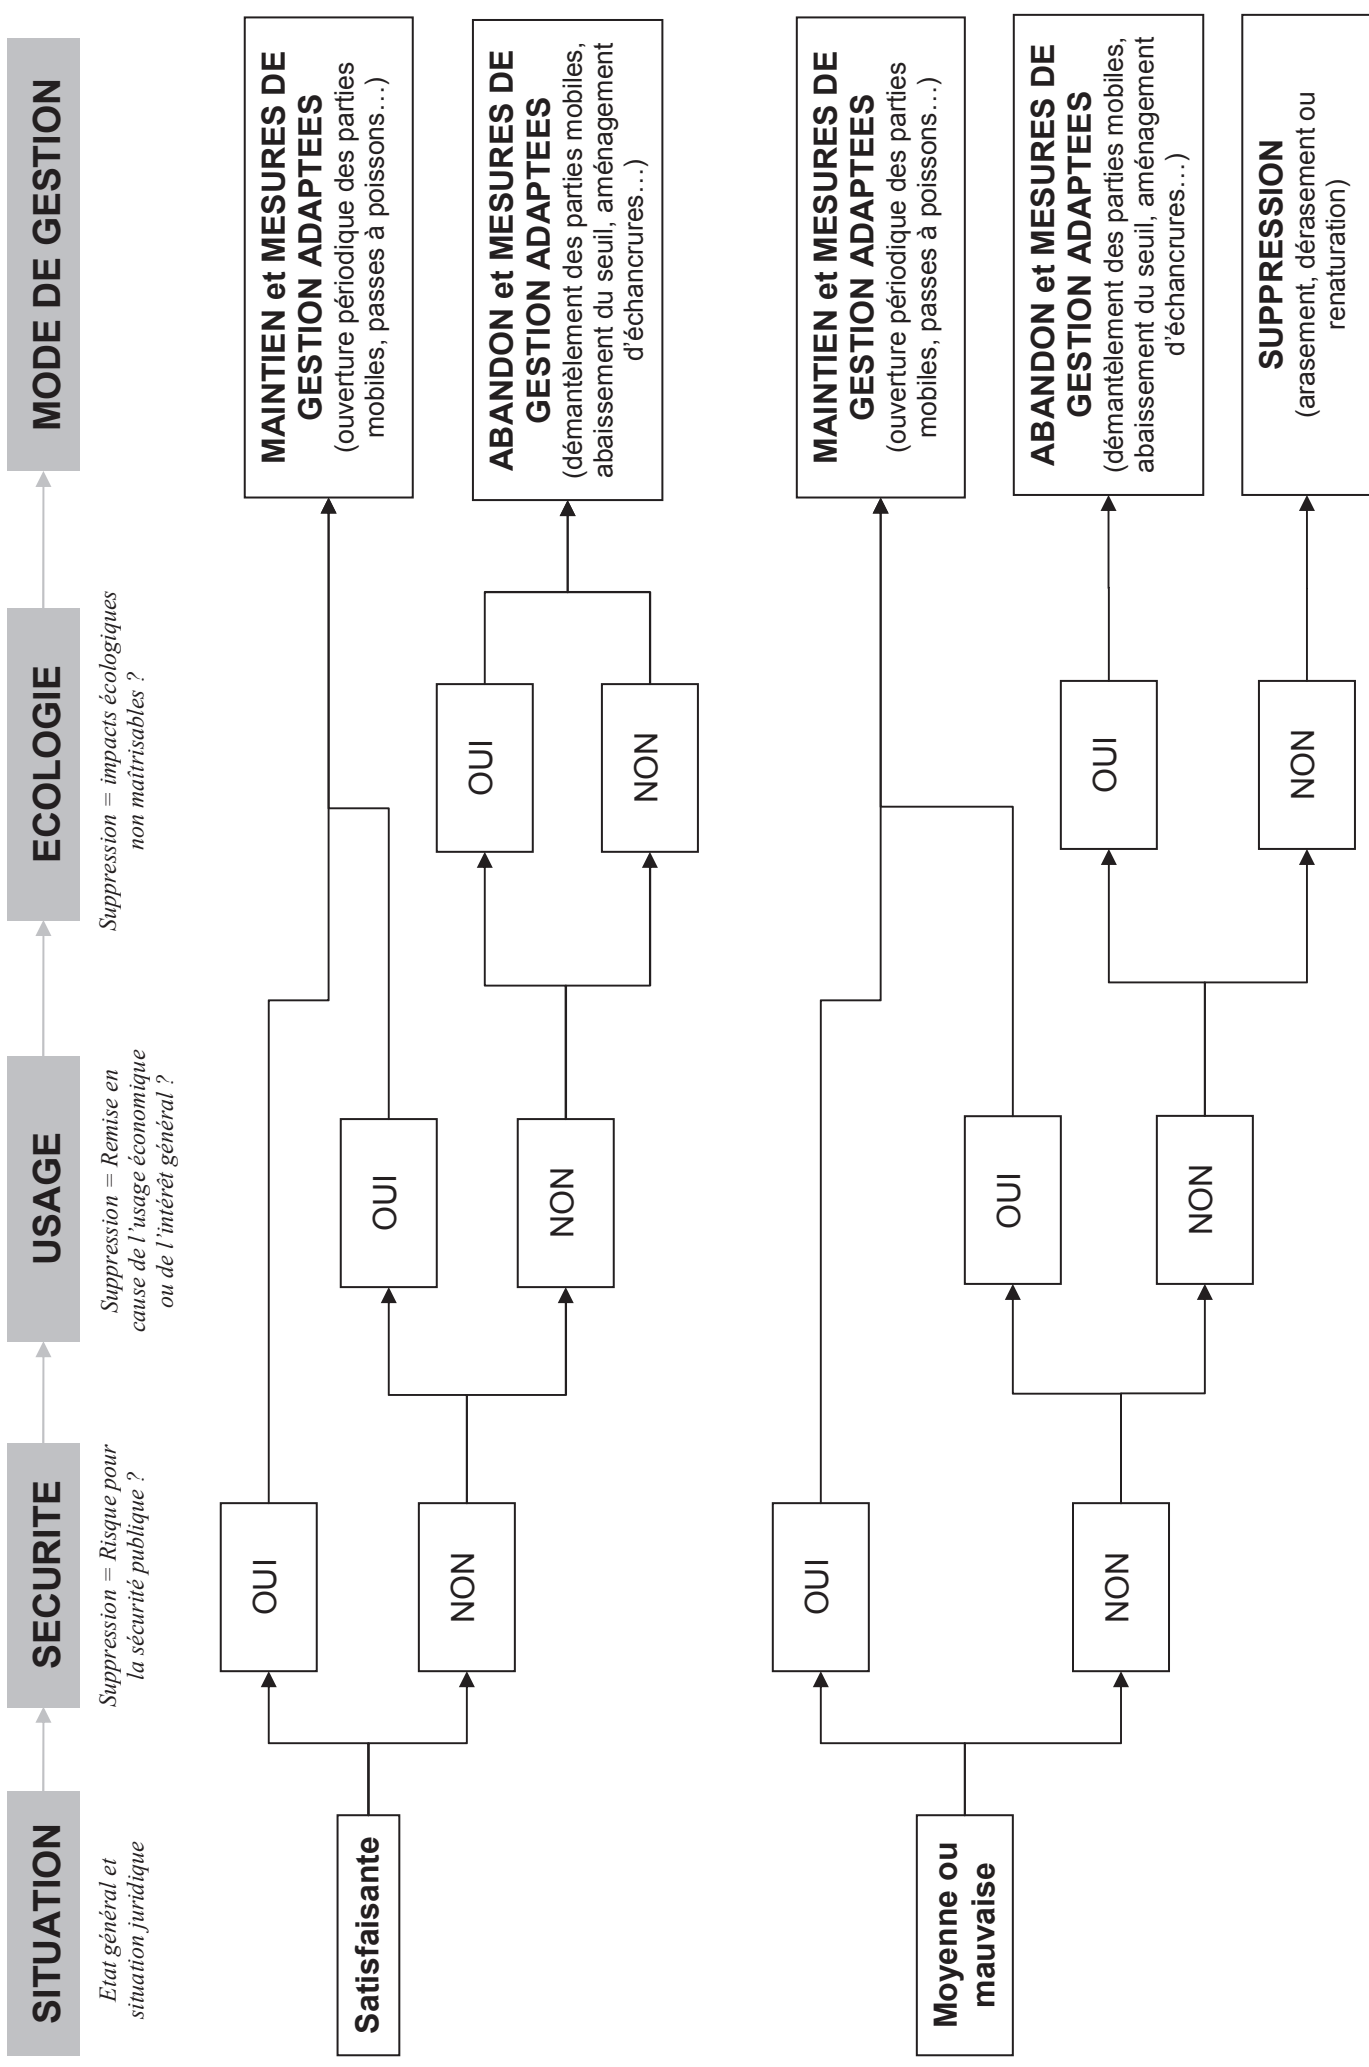 SITUATION
Etat général et
situation juridique
SECURITE
Suppression = Risque pour
la sécurité publique ?
USAGE
Suppression = Remise en
cause de l'usage économique
ou de l'intérêt général ?
ECOLOGIE
Suppression = impacts écologiques
non maîtrisables ?
MODE DE GESTION
Satisfaisante
OUI
NON
OUI
NON
OUI
NON
MAINTIEN et MESURES DE
GESTION ADAPTEES
(ouverture périodique des parties
mobiles, passes à poissons…)
ABANDON et MESURES DE
GESTION ADAPTEES
(démantèlement des parties mobiles,
abaissement du seuil, aménagement
d'échancrures…)
Moyenne ou
mauvaise
OUI
NON
OUI
NON
OUI
NON
MAINTIEN et MESURES DE
GESTION ADAPTEES
(ouverture périodique des parties
mobiles, passes à poissons…)
ABANDON et MESURES DE
GESTION ADAPTEES
(démantèlement des parties mobiles,
abaissement du seuil, aménagement
d'échancrures…)
SUPPRESSION
(arasement, dérasement ou
renaturation)